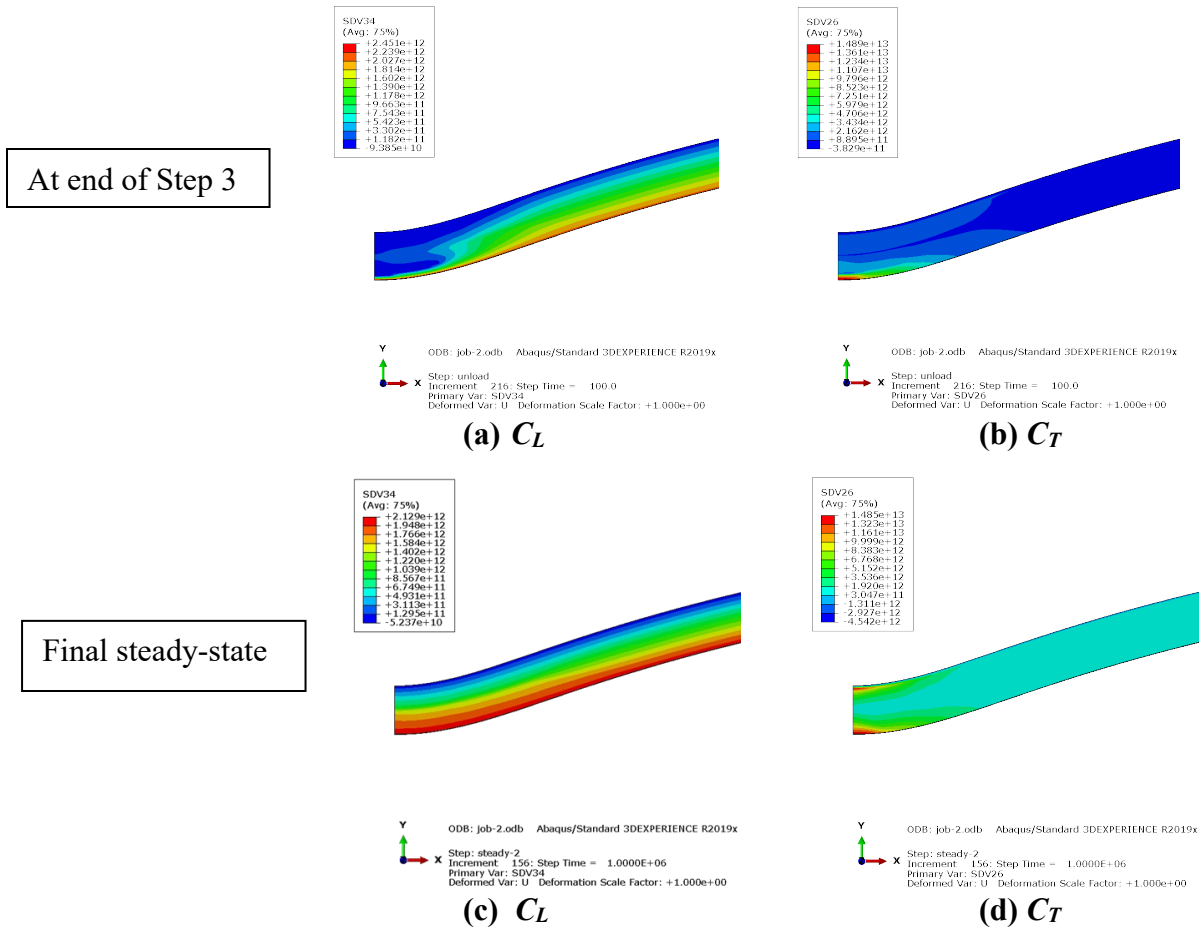 At end of Step 3
SDV34
(Avg: 75%)
+2.451e+12
+2.239e+12
+2.027e+12
+1.814e+12
+1.602e+12
+1.390e+12
+1.178e+12
+9.663e+11
+7.543e+11
+5.423e+11
+3.302e+11
+1.182e+11
-9.385e+10
Y
X
ODB: job-2.odb Abaqus/Standard 3DEXPERIENCE R2019x
Step: unload
Increment 216: Step Time = 100.0
Primary Var: SDV34
Deformed Var: U Deformation Scale Factor: +1.000e+00
(a) CL
SDV26
(Avg: 75%)
+1.489e+13
+1.361e+13
+1.234e+13
+1.107e+13
+9.796e+12
+8.523e+12
+7.251e+12
+5.979e+12
+4.706e+12
+3.434e+12
+2.162e+12
+8.895e+11
-3.829e+11
Y
X
ODB: job-2.odb Abaqus/Standard 3DEXPERIENCE R2019x
Step: unload
Increment 216: Step Time = 100.0
Primary Var: SDV26
Deformed Var: U Deformation Scale Factor: +1.000e+00
(b) CT
Final steady-state
SDV34
(Avg: 75%)
+2.129e+12
+1.948e+12
+1.766e+12
+1.584e+12
+1.402e+12
+1.220e+12
+1.039e+12
+8.567e+11
+6.749e+11
+4.931e+11
+3.113e+11
+1.295e+11
-5.237e+10
Y
X
ODB: job-2.odb Abaqus/Standard 3DEXPERIENCE R2019x
Step: steady-2
Increment 156: Step Time = 1.0000E+06
Primary Var: SDV34
Deformed Var: U Deformation Scale Factor: +1.000e+00
(c) CL
SDV26
(Avg: 75%)
+1.485e+13
+1.323e+13
+1.161e+13
+9.999e+12
+8.383e+12
+6.768e+12
+5.152e+12
+3.536e+12
+1.920e+12
+3.047e+11
-1.311e+12
-2.927e+12
-4.542e+12
Y
X
ODB: job-2.odb Abaqus/Standard 3DEXPERIENCE R2019x
Step: steady-2
Increment 156: Step Time = 1.0000E+06
Primary Var: SDV26
Deformed Var: U Deformation Scale Factor: +1.000e+00
(d) CT